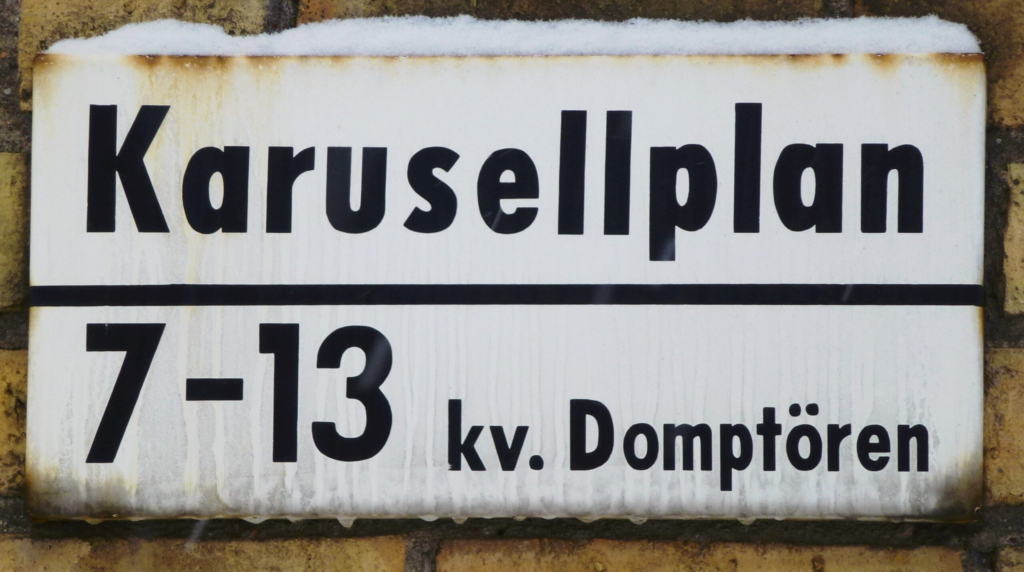 Karusellplan
7-13 kv. Domptören